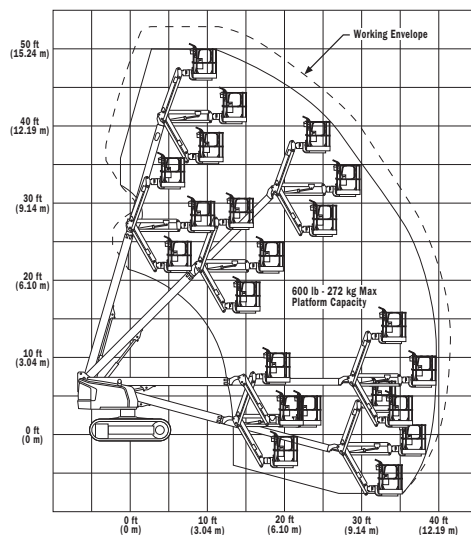 50 ft
(15.24 m)
Working Envelope
40 ft
(12.19 m)
30 ft
(9.14 m)
20 ft
(6.10 m)
600 lb - 272 kg Max
Platform Capacity
10 ft
(3.04 m)
0 ft
(0 m)
0 ft
(0 m)
10 ft
(3.04 m)
20 ft
(6.10 m)
30 ft
(9.14 m)
40 ft
(12.19 m)